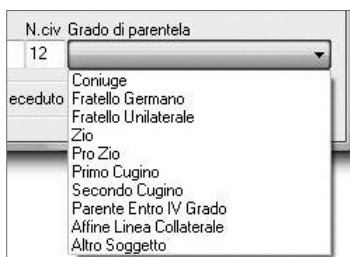 N.civ Grado di parentela
12
Coniuge
eceduto Fratello Germano
Fratello Unilaterale
Zio
Pro Zio
Primo Cugino
Secondo Cugino
Parente Entro IV Grado
Affine Linea Collaterale
Altro Soggetto